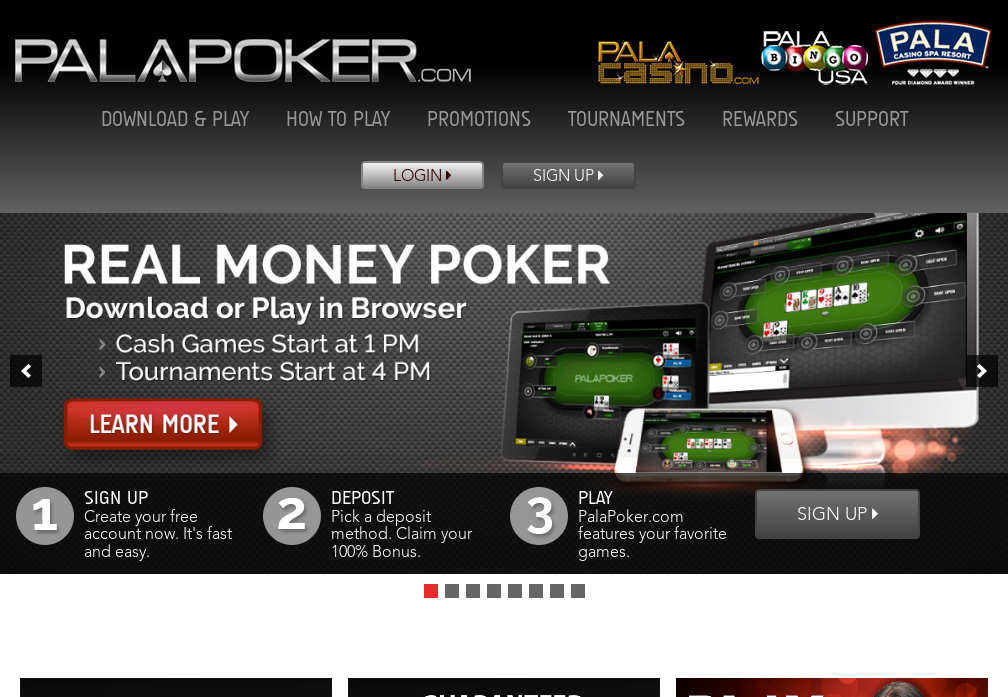 PALAPOKER.COM
PALA
casino.COM
PALA
BINGO
USA
PALA
CASINO SPA RESORT
FOUR DIAMOND AWARD WINNER
DOWNLOAD & PLAY HOW TO PLAY PROMOTIONS TOURNAMENTS REWARDS SUPPORT
LOGIN SIGN UP
REAL MONEY POKER
Download or Play in Browser
Cash Games Start at 1 PM
Tournaments Start at 4 PM
LEARN MORE
PALAPOKER
1
SIGN UP
Create your free
account now. It's fast
and easy.
2
DEPOSIT
Pick a deposit
method. Claim your
100% Bonus.
3
PLAY
PalaPoker.com
features your favorite
games.
SIGN UP